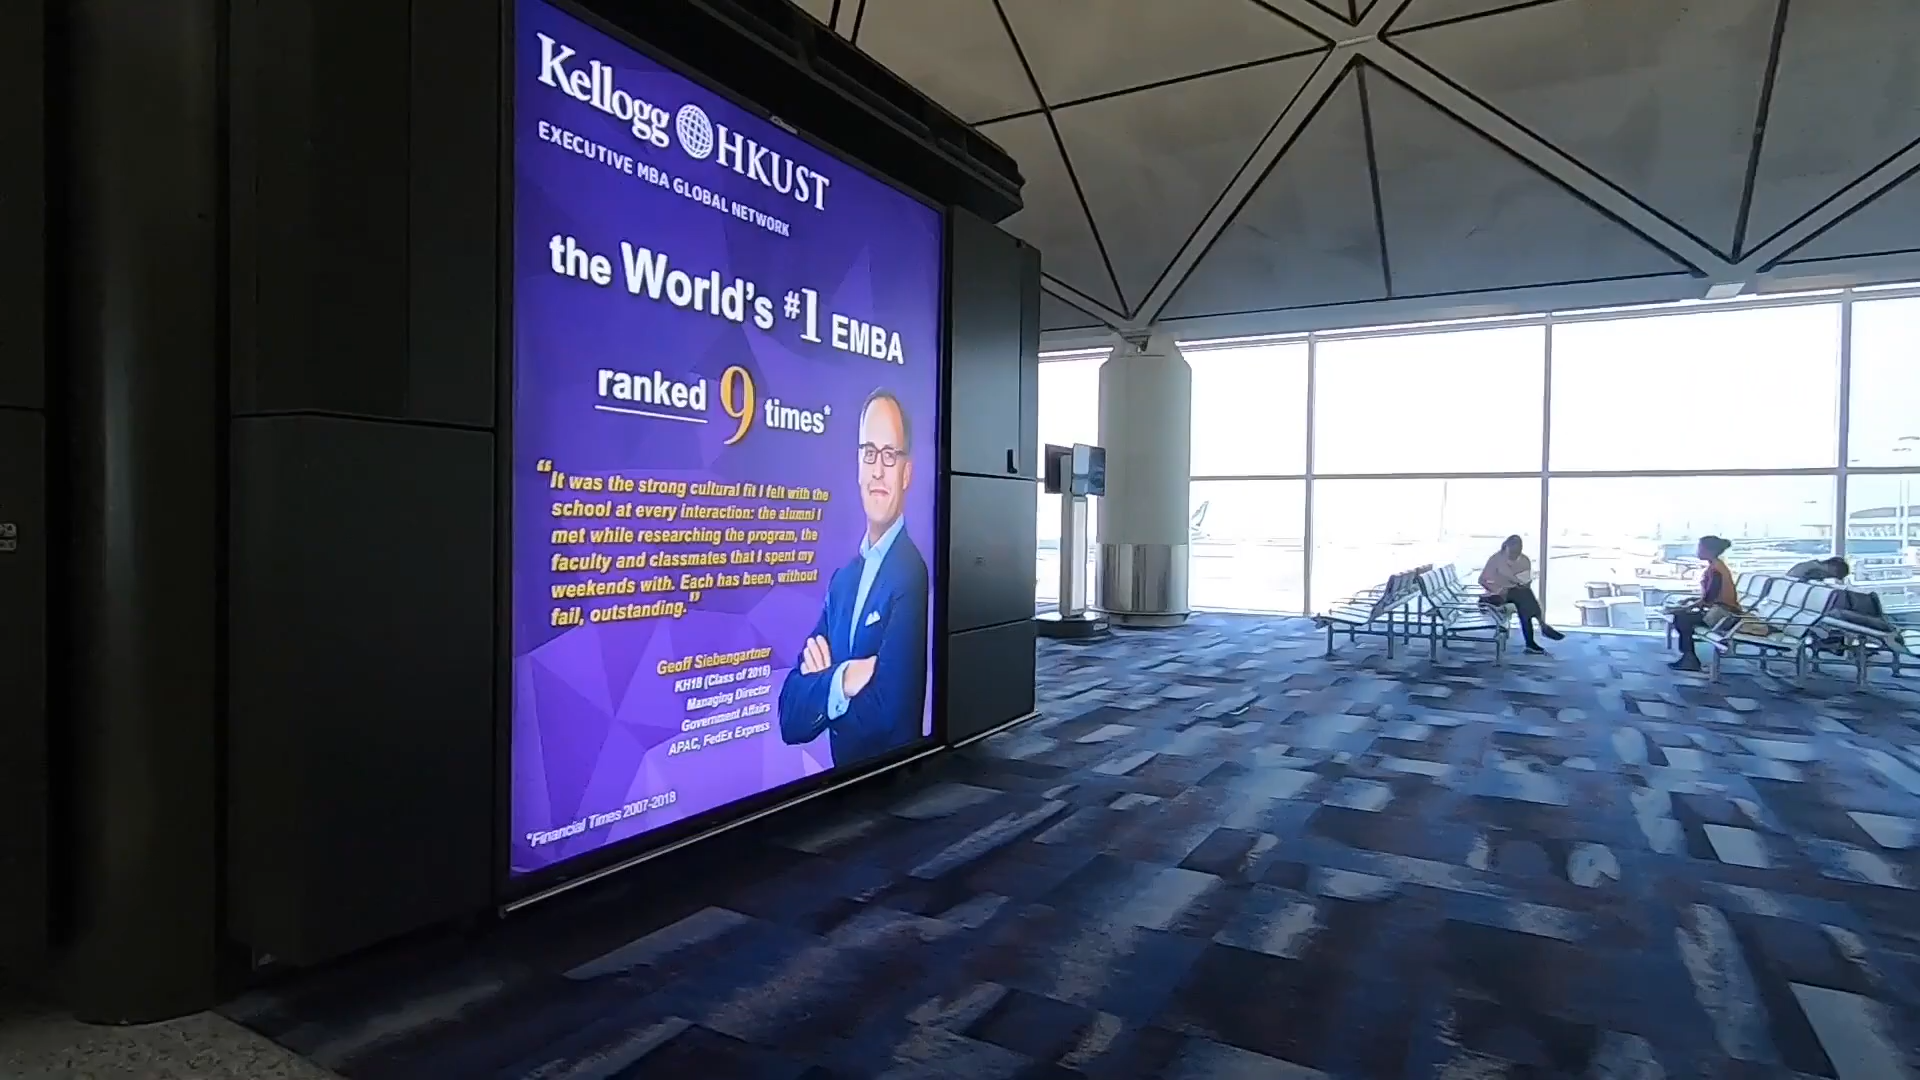 Kellogg HKUST
EXECUTIVE MBA GLOBAL NETWORK
the World's #1 EMBA
ranked 9 times*
“It was the strong cultural fit I felt with the
school at every interaction: the alumni I
met while researching the program, the
faculty and classmates that I spent my
weekends with. Each has been, without
fail, outstanding.”
Geoff Siebengartner
KH18 (Class of 2016)
Managing Director
Government Affairs
APAC, FedEx Express
*Financial Times 2007-2018